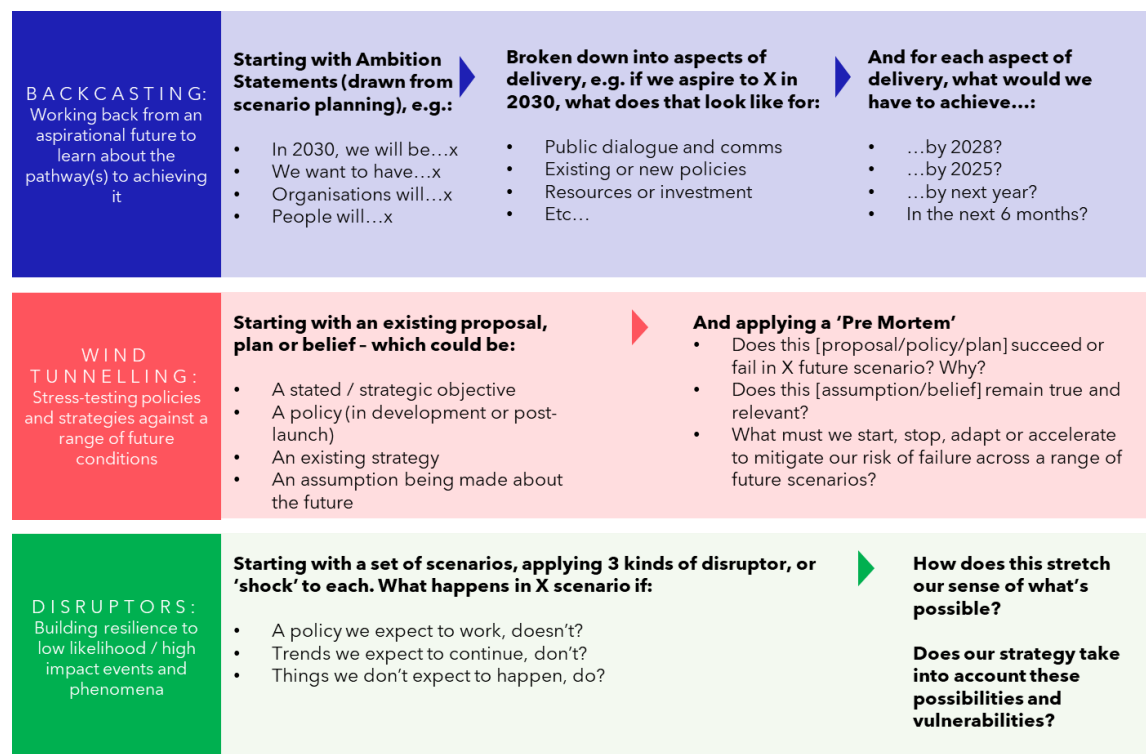 BACKCASTING:
Working back from an
aspirational future to
learn about the
pathway(s) to achieving
it
Starting with Ambition
Statements (drawn from
scenario planning), e.g.:
• In 2030, we will be…x
• We want to have…x
• Organisations will…x
• People will…x
Broken down into aspects of
delivery, e.g. if we aspire to X in
2030, what does that look like for:
• Public dialogue and comms
• Existing or new policies
• Resources or investment
• Etc…
And for each aspect of
delivery, what would we
have to achieve…:
• …by 2028?
• …by 2025?
• …by next year?
• In the next 6 months?
WIND
TUNNELLING:
Stress-testing policies
and strategies against a
range of future
conditions
Starting with an existing proposal,
plan or belief – which could be:
• A stated / strategic objective
• A policy (in development or post-
launch)
• An existing strategy
• An assumption being made about
the future
And applying a ‘Pre Mortem’
• Does this [proposal/policy/plan] succeed or
fail in X future scenario? Why?
• Does this [assumption/belief] remain true and
relevant?
• What must we start, stop, adapt or accelerate
to mitigate our risk of failure across a range of
future scenarios?
DISRUPTORS:
Building resilience to
low likelihood / high
impact events and
phenomena
Starting with a set of scenarios, applying 3 kinds of disruptor, or
‘shock’ to each. What happens in X scenario if:
• A policy we expect to work, doesn’t?
• Trends we expect to continue, don’t?
• Things we don’t expect to happen, do?
How does this stretch
our sense of what’s
possible?
Does our strategy take
into account these
possibilities and
vulnerabilities?